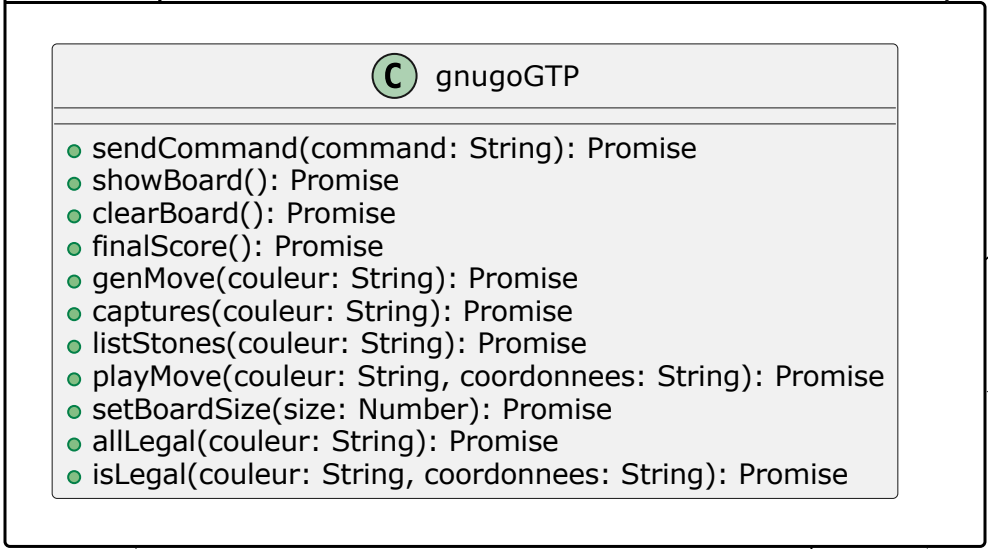 C gnugoGTP
sendCommand(command: String): Promise
showBoard(): Promise
clearBoard(): Promise
finalScore(): Promise
genMove(couleur: String): Promise
captures(couleur: String): Promise
listStones(couleur: String): Promise
playMove(couleur: String, coordonnees: String): Promise
setBoardSize(size: Number): Promise
allLegal(couleur: String): Promise
isLegal(couleur: String, coordonnees: String): Promise